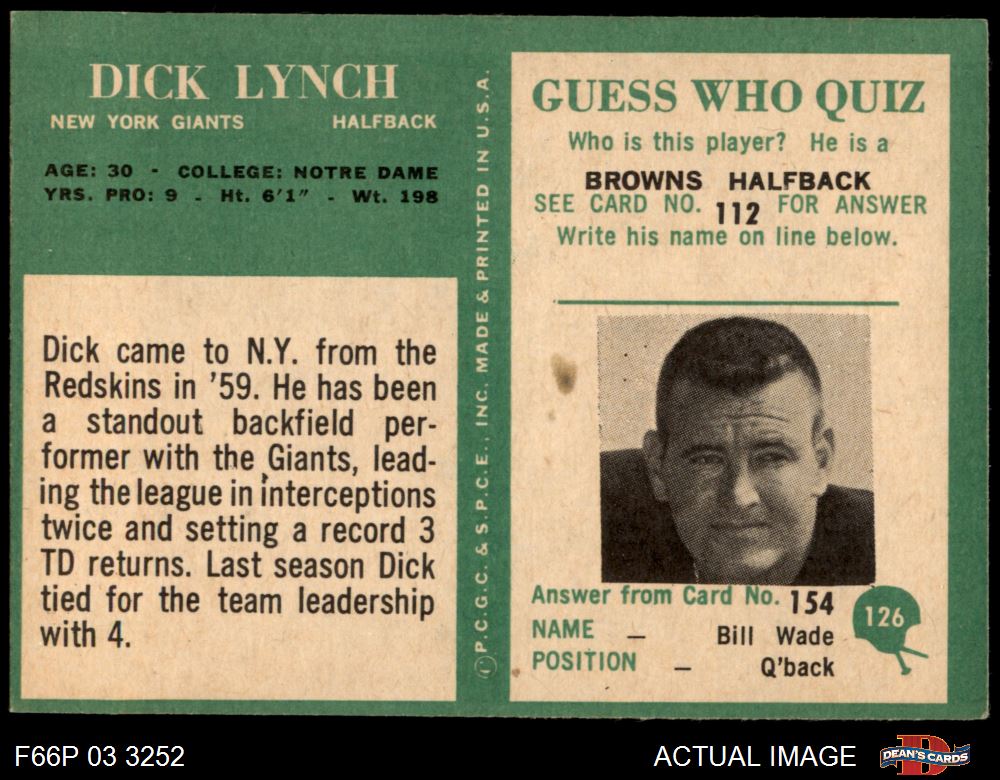 DICK LYNCH
NEW YORK GIANTS HALFBACK
AGE: 30 - COLLEGE: NOTRE DAME
YRS. PRO: 9 - Ht. 6'1" - Wt. 198
Dick came to N.Y. from the
Redskins in '59. He has been
a standout backfield per-
former with the Giants, lead-
ing the league in interceptions
twice and setting a record 3
TD returns. Last season Dick
tied for the team leadership
with 4.
©P.C.G.C. & S.P.C.E., INC. MADE & PRINTED IN U.S.A.
GUESS WHO QUIZ
Who is this player? He is a
BROWNS HALFBACK
SEE CARD NO. 112 FOR ANSWER
Write his name on line below.
Answer from Card No. 154
NAME – Bill Wade
POSITION – Q'back
126
F66P 03 3252
ACTUAL IMAGE
DEAN'S CARDS